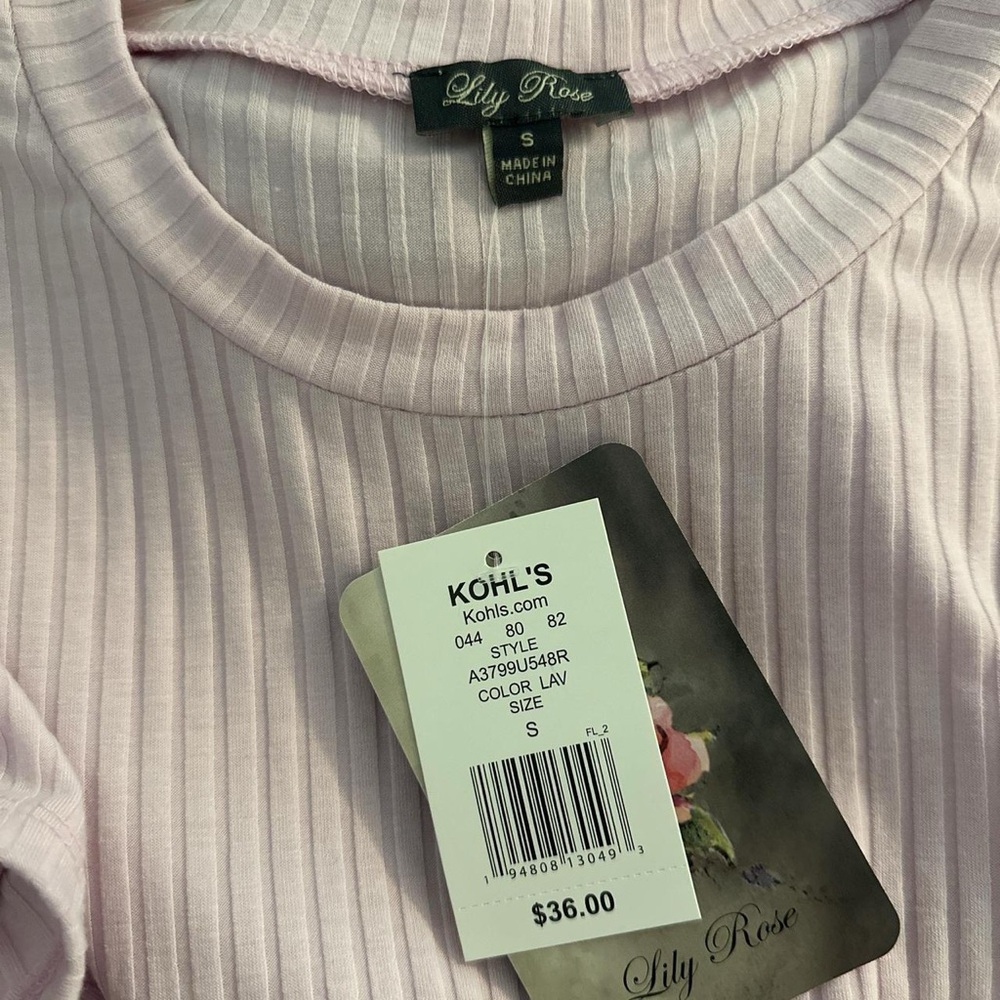 Lily Rose
S
MADE IN
CHINA
KOHL'S
Kohls.com
044 80 82
STYLE
A3799U548R
COLOR LAV
SIZE
S
FL_2
1 94808 13049 3
$36.00
Lily Rose